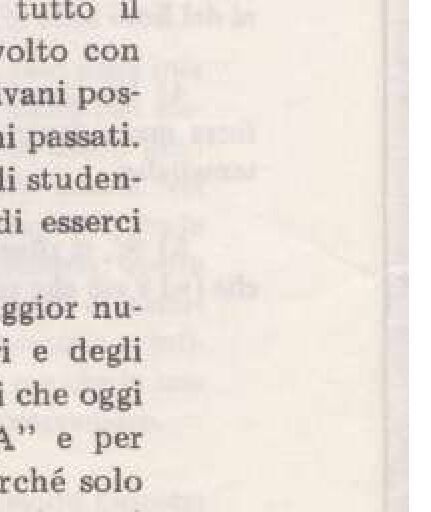 tutto il
volto con
vani pos-
ni passati.
li studen-
di esserci
ggior nu-
ri e degli
i che oggi
A" e per
rché solo